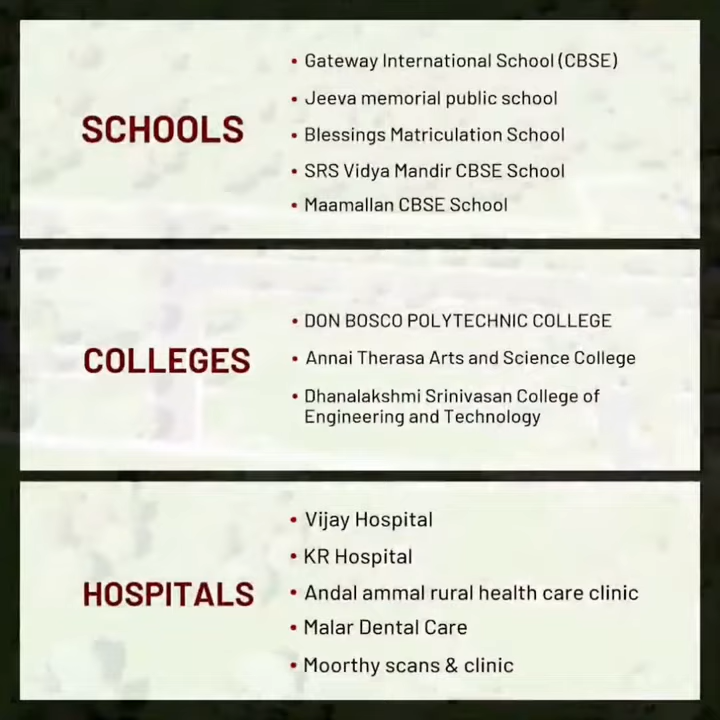 SCHOOLS
• Gateway International School (CBSE)
• Jeeva memorial public school
• Blessings Matriculation School
• SRS Vidya Mandir CBSE School
• Maamallan CBSE School
COLLEGES
• DON BOSCO POLYTECHNIC COLLEGE
• Annai Therasa Arts and Science College
• Dhanalakshmi Srinivasan College of
Engineering and Technology
HOSPITALS
• Vijay Hospital
• KR Hospital
• Andal ammal rural health care clinic
• Malar Dental Care
• Moorthy scans & clinic